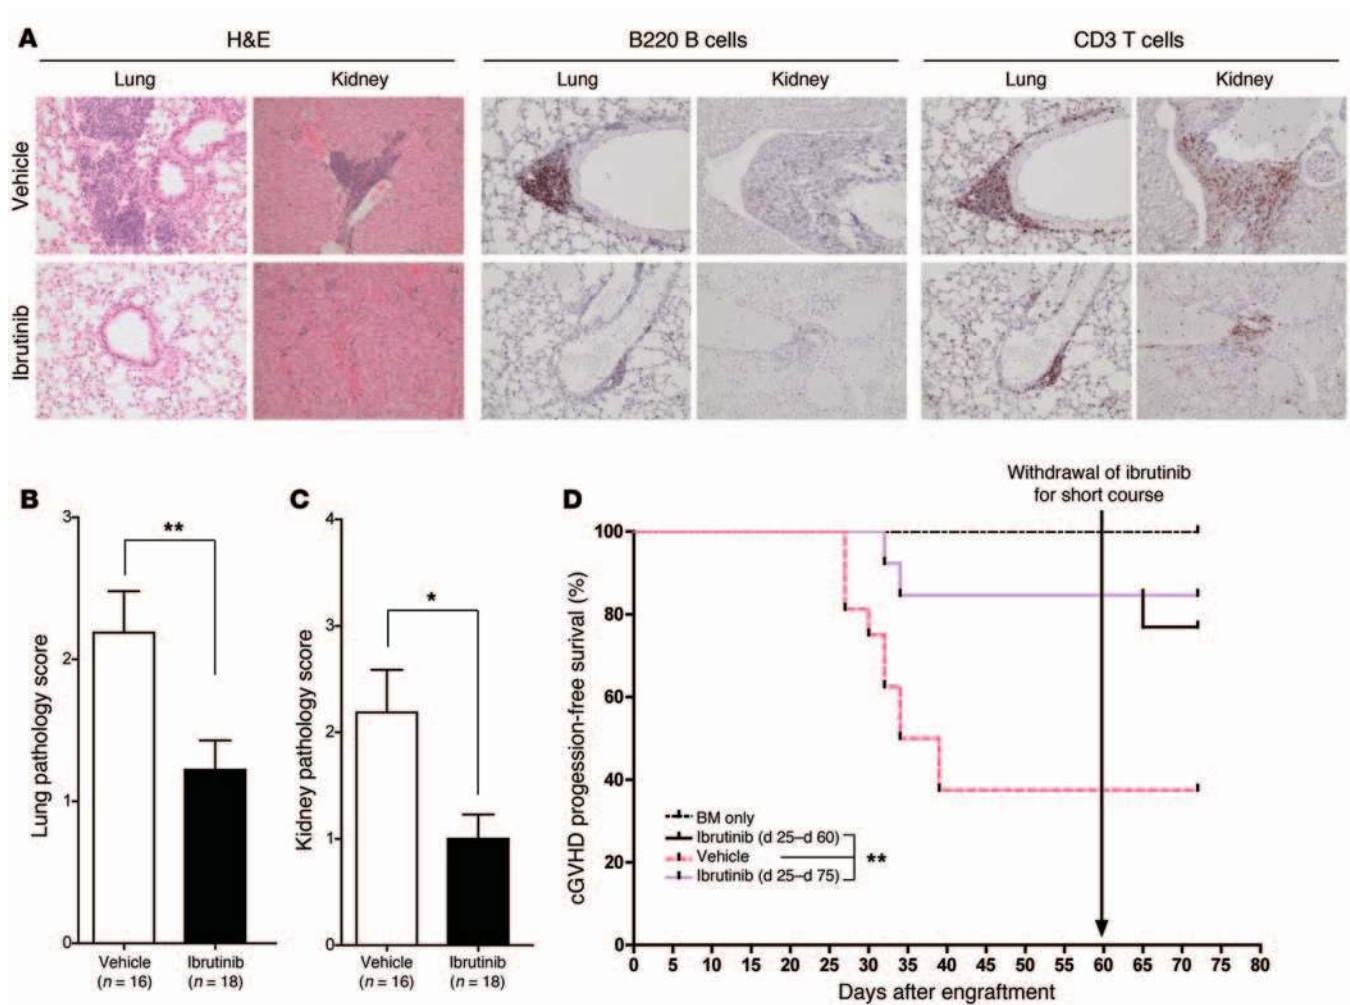 A
H&E
B220 B cells
CD3 T cells
Lung
Kidney
Lung
Kidney
Lung
Kidney
Vehicle
Ibrutinib
B
3
2
1
0
Lung pathology score
**
Vehicle
(n = 16)
Ibrutinib
(n = 18)
C
4
3
2
1
0
Kidney pathology score
*
Vehicle
(n = 16)
Ibrutinib
(n = 18)
D
Withdrawal of ibrutinib
for short course
cGVHD progession-free surival (%)
100
80
60
40
20
0
BM only
Ibrutinib (d 25–d 60)
Vehicle
Ibrutinib (d 25–d 75)
**
0 5 10 15 20 25 30 35 40 45 50 55 60 65 70 75 80
Days after engraftment